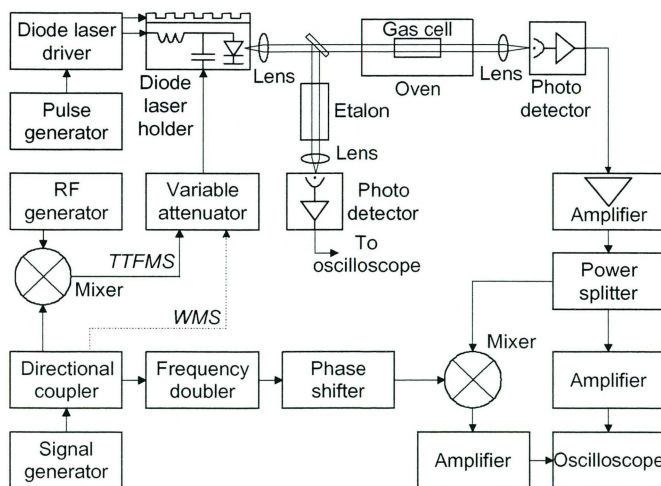 Diode laser
driver
Pulse
generator
Diode
laser
holder
Lens
Gas cell
Oven
Lens
Photo
detector
Etalon
Lens
Photo
detector
To
oscilloscope
RF
generator
Variable
attenuator
Mixer
TTFMS
WMS
Amplifier
Power
splitter
Directional
coupler
Frequency
doubler
Phase
shifter
Mixer
Amplifier
Signal
generator
Amplifier
Oscilloscope